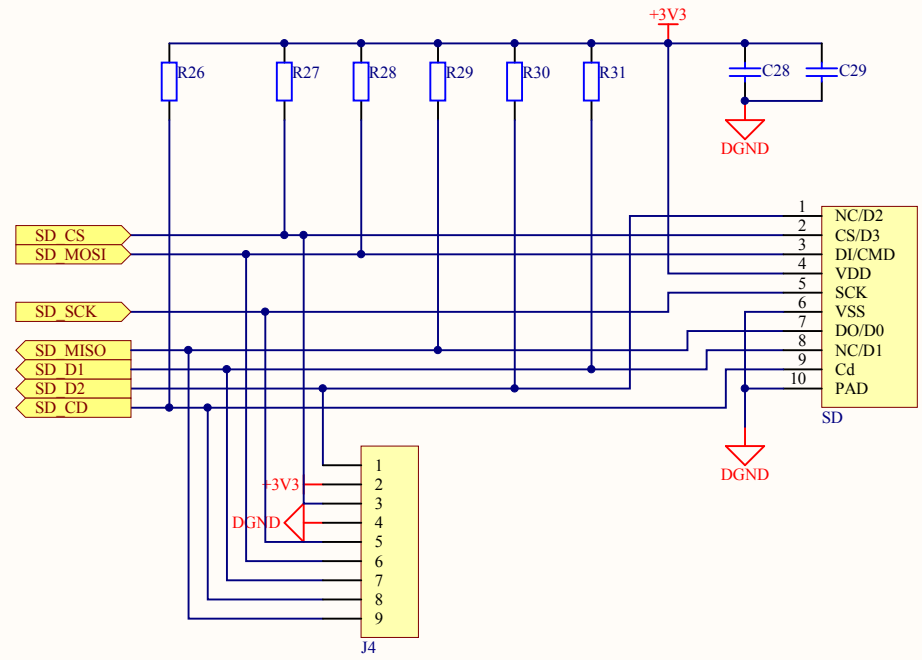 +3V3
R26 R27 R28 R29 R30 R31 C28 C29
DGND
1 NC/D2
SD_CS 2 CS/D3
SD_MOSI 3 DI/CMD
4 VDD
5 SCK
SD_SCK 6 VSS
7 DO/D0
SD_MISO 8 NC/D1
SD_D1 9 Cd
SD_D2 10 PAD
SD_CD
SD
1
DGND
+3V3 2
3
DGND 4
5
6
7
8
9
J4